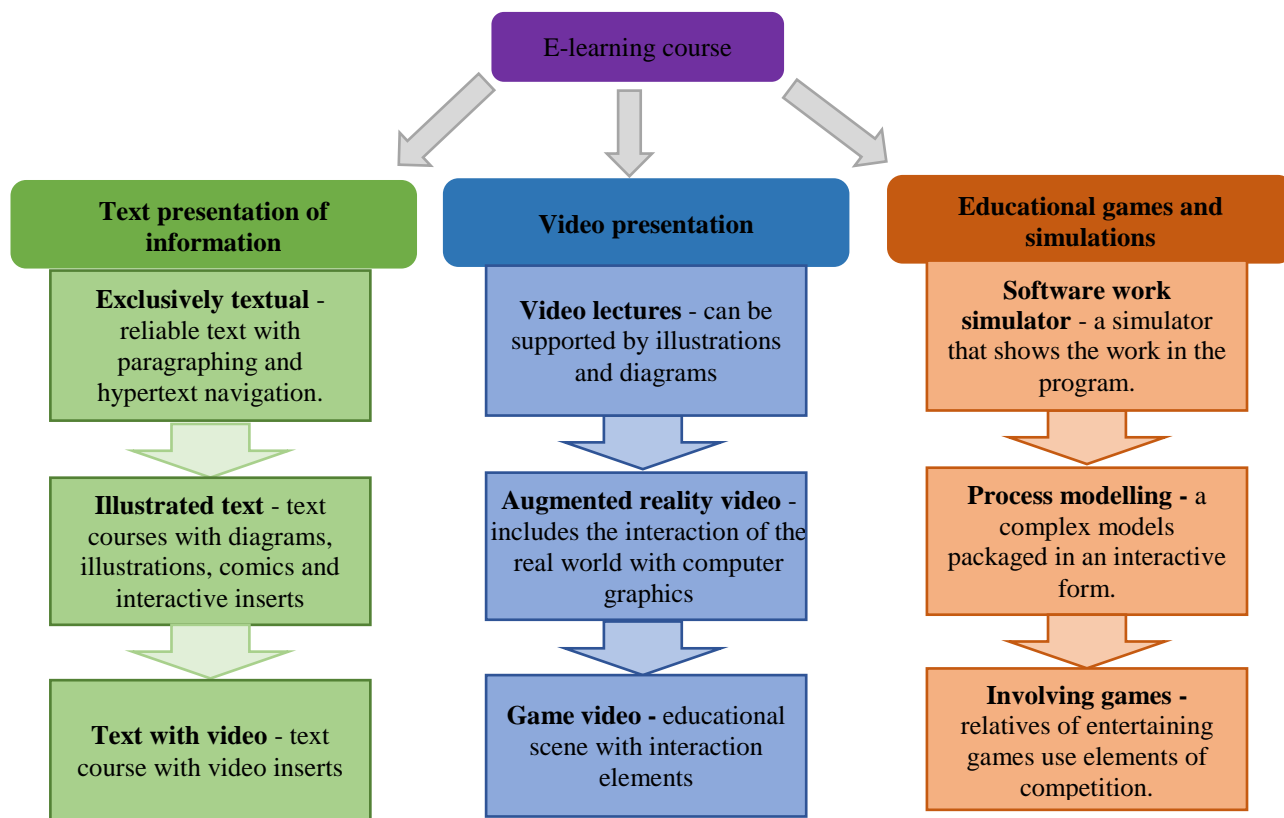 E-learning course
Text presentation of
information
Exclusively textual -
reliable text with
paragraphing and
hypertext navigation.
Illustrated text - text
courses with diagrams,
illustrations, comics and
interactive inserts
Text with video - text
course with video inserts
Video presentation
Video lectures - can be
supported by illustrations
and diagrams
Augmented reality video -
includes the interaction of the
real world with computer
graphics
Game video - educational
scene with interaction
elements
Educational games and
simulations
Software work
simulator - a simulator
that shows the work in the
program.
Process modelling - a
complex models
packaged in an interactive
form.
Involving games -
relatives of entertaining
games use elements of
competition.